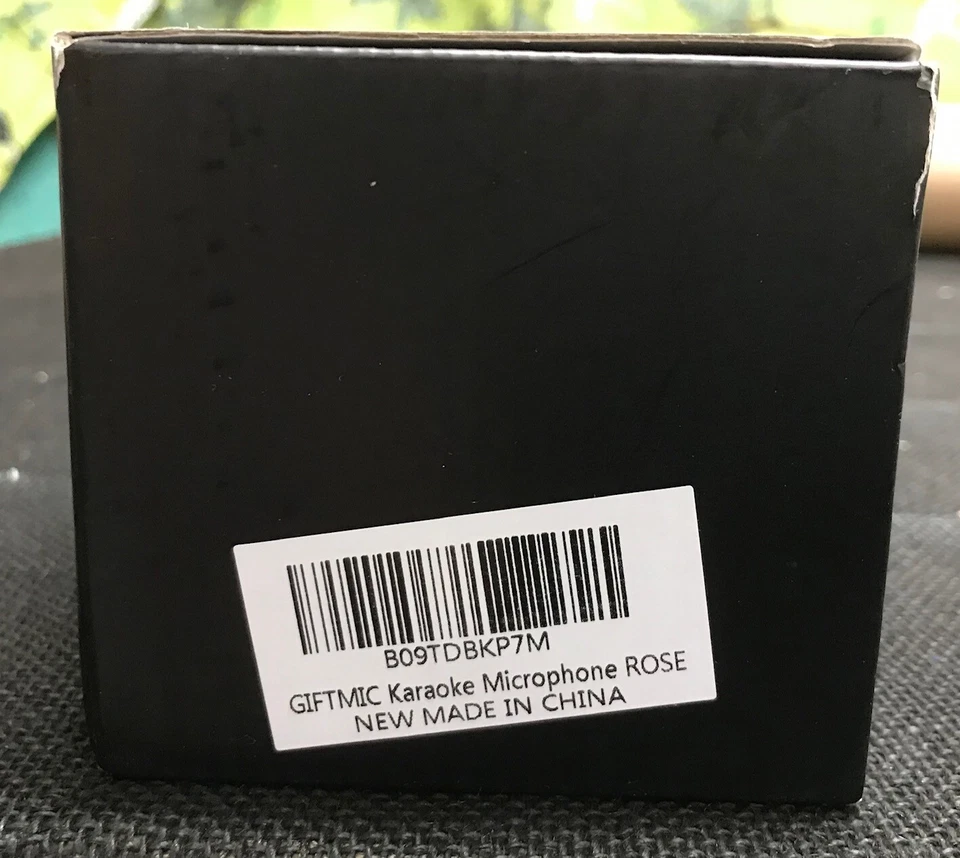 B09TDBKP7M
GIFTMIC Karaoke Microphone ROSE
NEW MADE IN CHINA